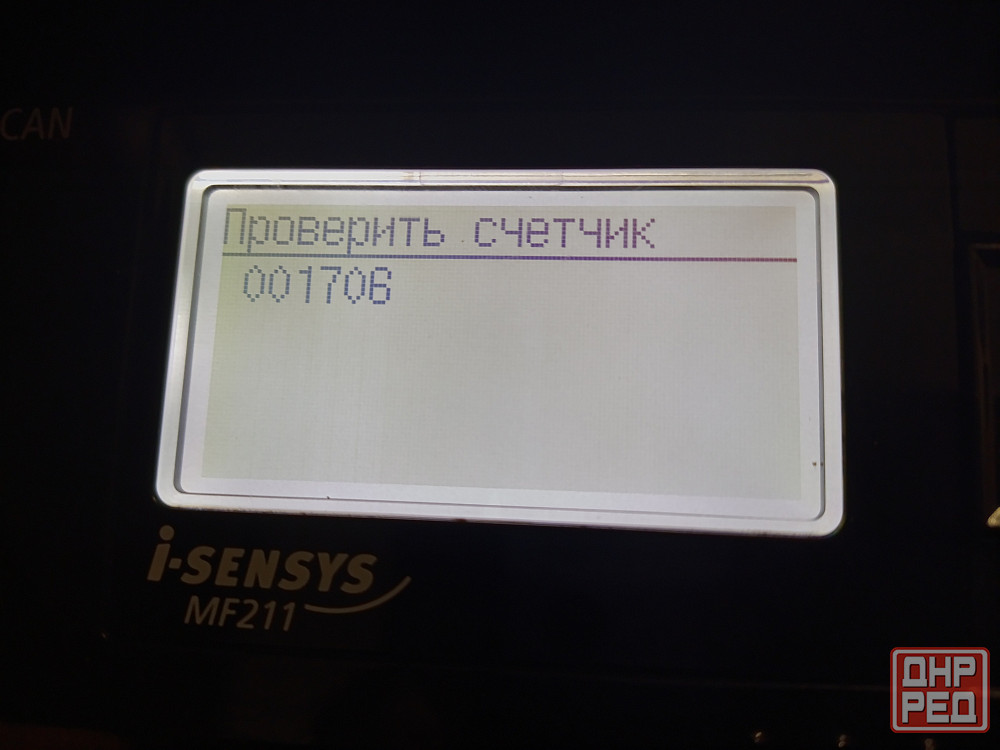 CAN
Проверить счетчик
001706
i-SENSYS
MF211
ДНР
РЕД